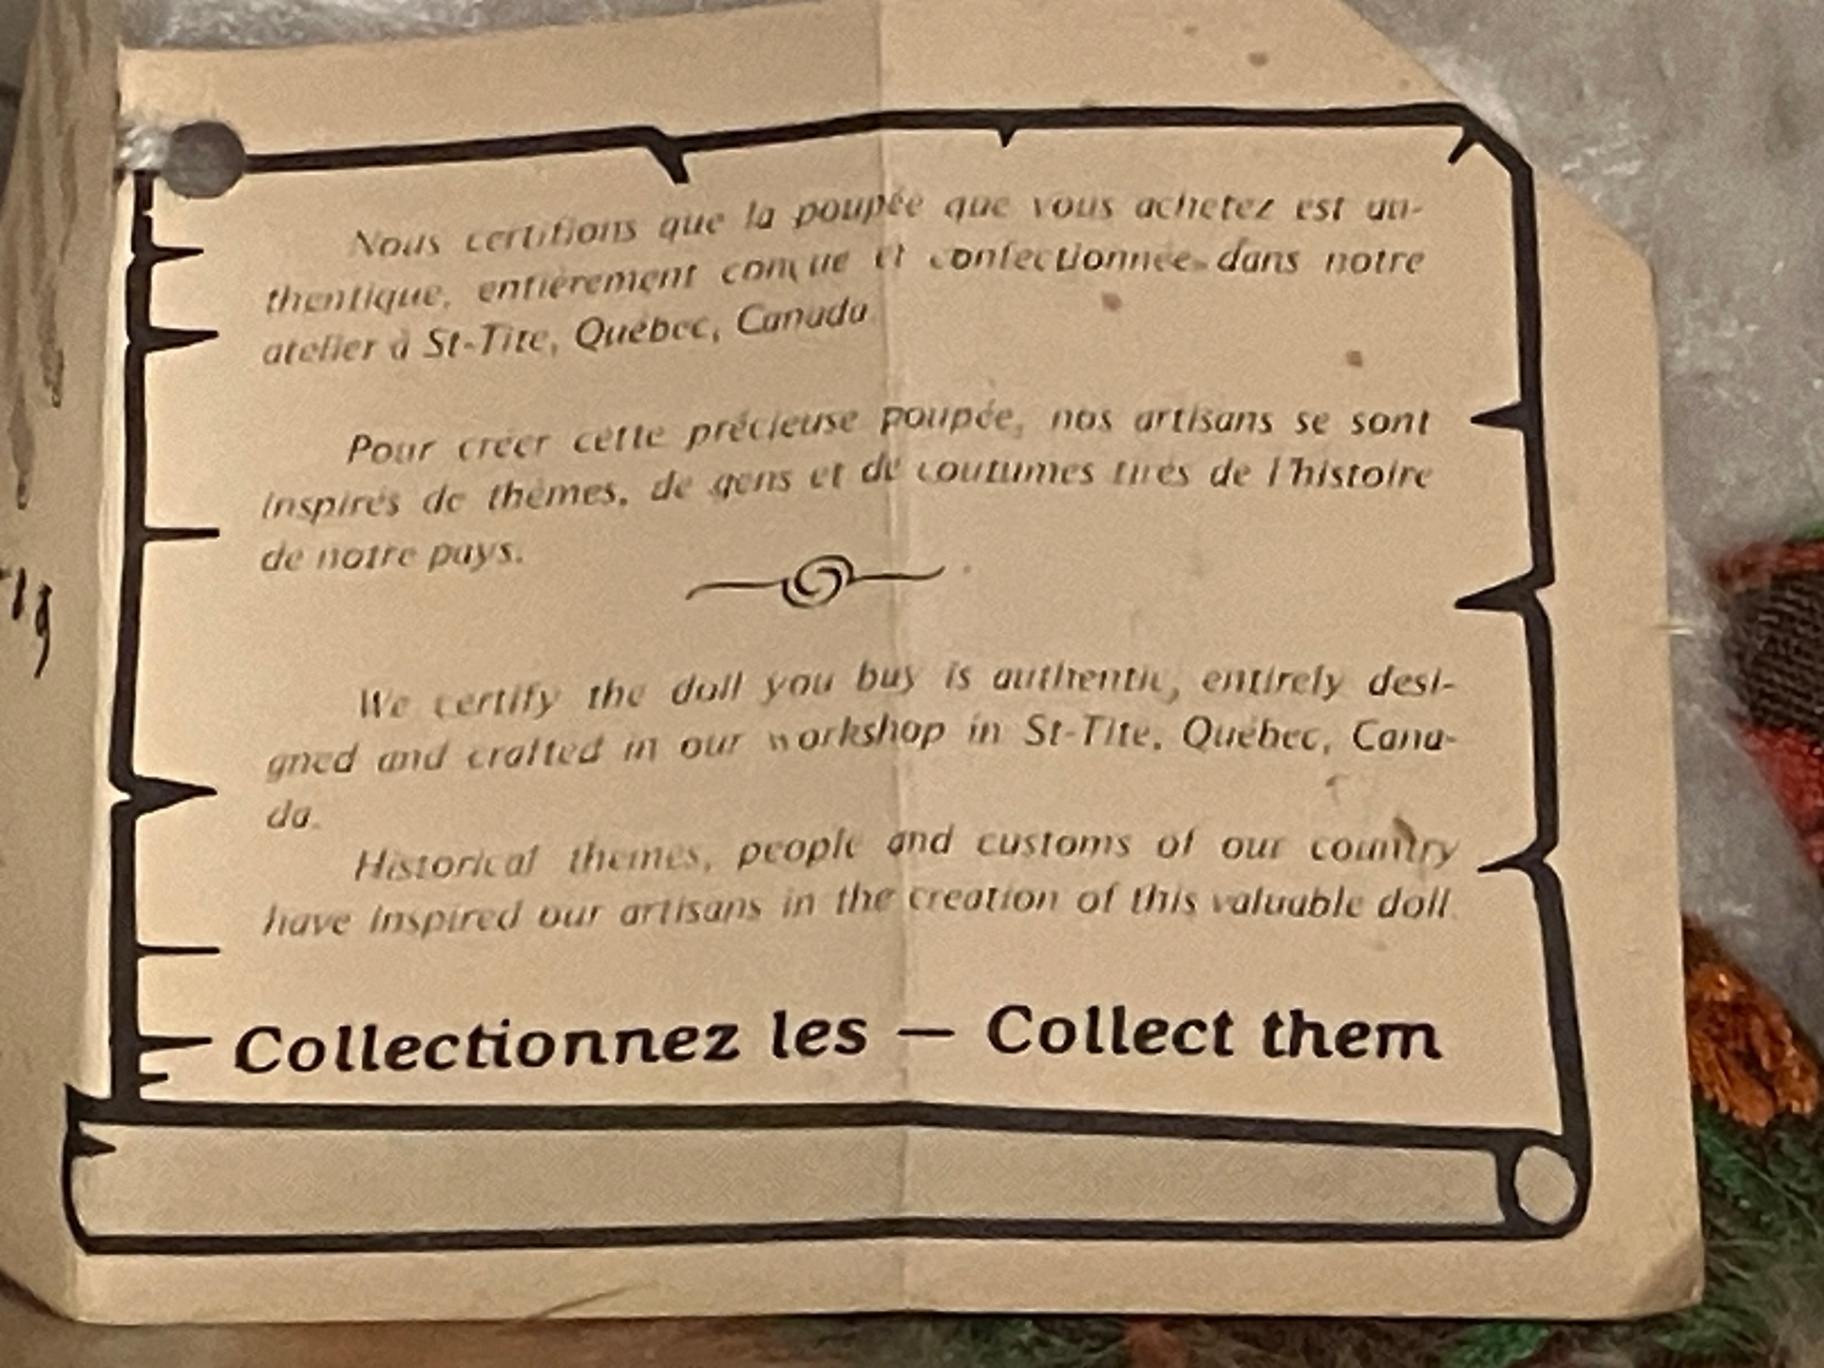 Nous certifions que la poupée que vous achetez est au-
thentique, entièrement conçue et confectionnée dans notre
atelier à St-Tite, Québec, Canada.
Pour créer cette précieuse poupée, nos artisans se sont
inspirés de thèmes, de gens et de coutumes tirés de l'histoire
de notre pays.
We certify the doll you buy is authentic, entirely desi-
gned and crafted in our workshop in St-Tite, Québec, Cana-
da.
Historical themes, people and customs of our country
have inspired our artisans in the creation of this valuable doll.
Collectionnez les — Collect them